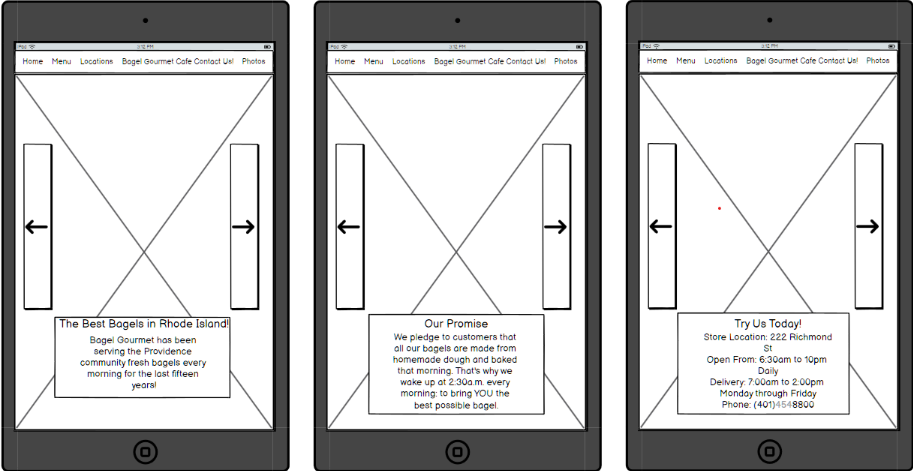 iPad 3:12 PM
Home Menu Locations Bagel Gourmet Cafe Contact Us! Photos
The Best Bagels in Rhode Island!
Bagel Gourmet has been
serving the Providence
community fresh bagels every
morning for the last fifteen
years!
iPad 3:12 PM
Home Menu Locations Bagel Gourmet Cafe Contact Us! Photos
Our Promise
We pledge to customers that
all our bagels are made from
homemade dough and baked
that morning. That's why we
wake up at 2:30a.m. every
morning: to bring YOU the
best possible bagel.
iPad 3:12 PM
Home Menu Locations Bagel Gourmet Cafe Contact Us! Photos
Try Us Today!
Store Location: 222 Richmond
St
Open From: 6:30am to 10pm
Daily
Delivery: 7:00am to 2:00pm
Monday through Friday
Phone: (401)4548800